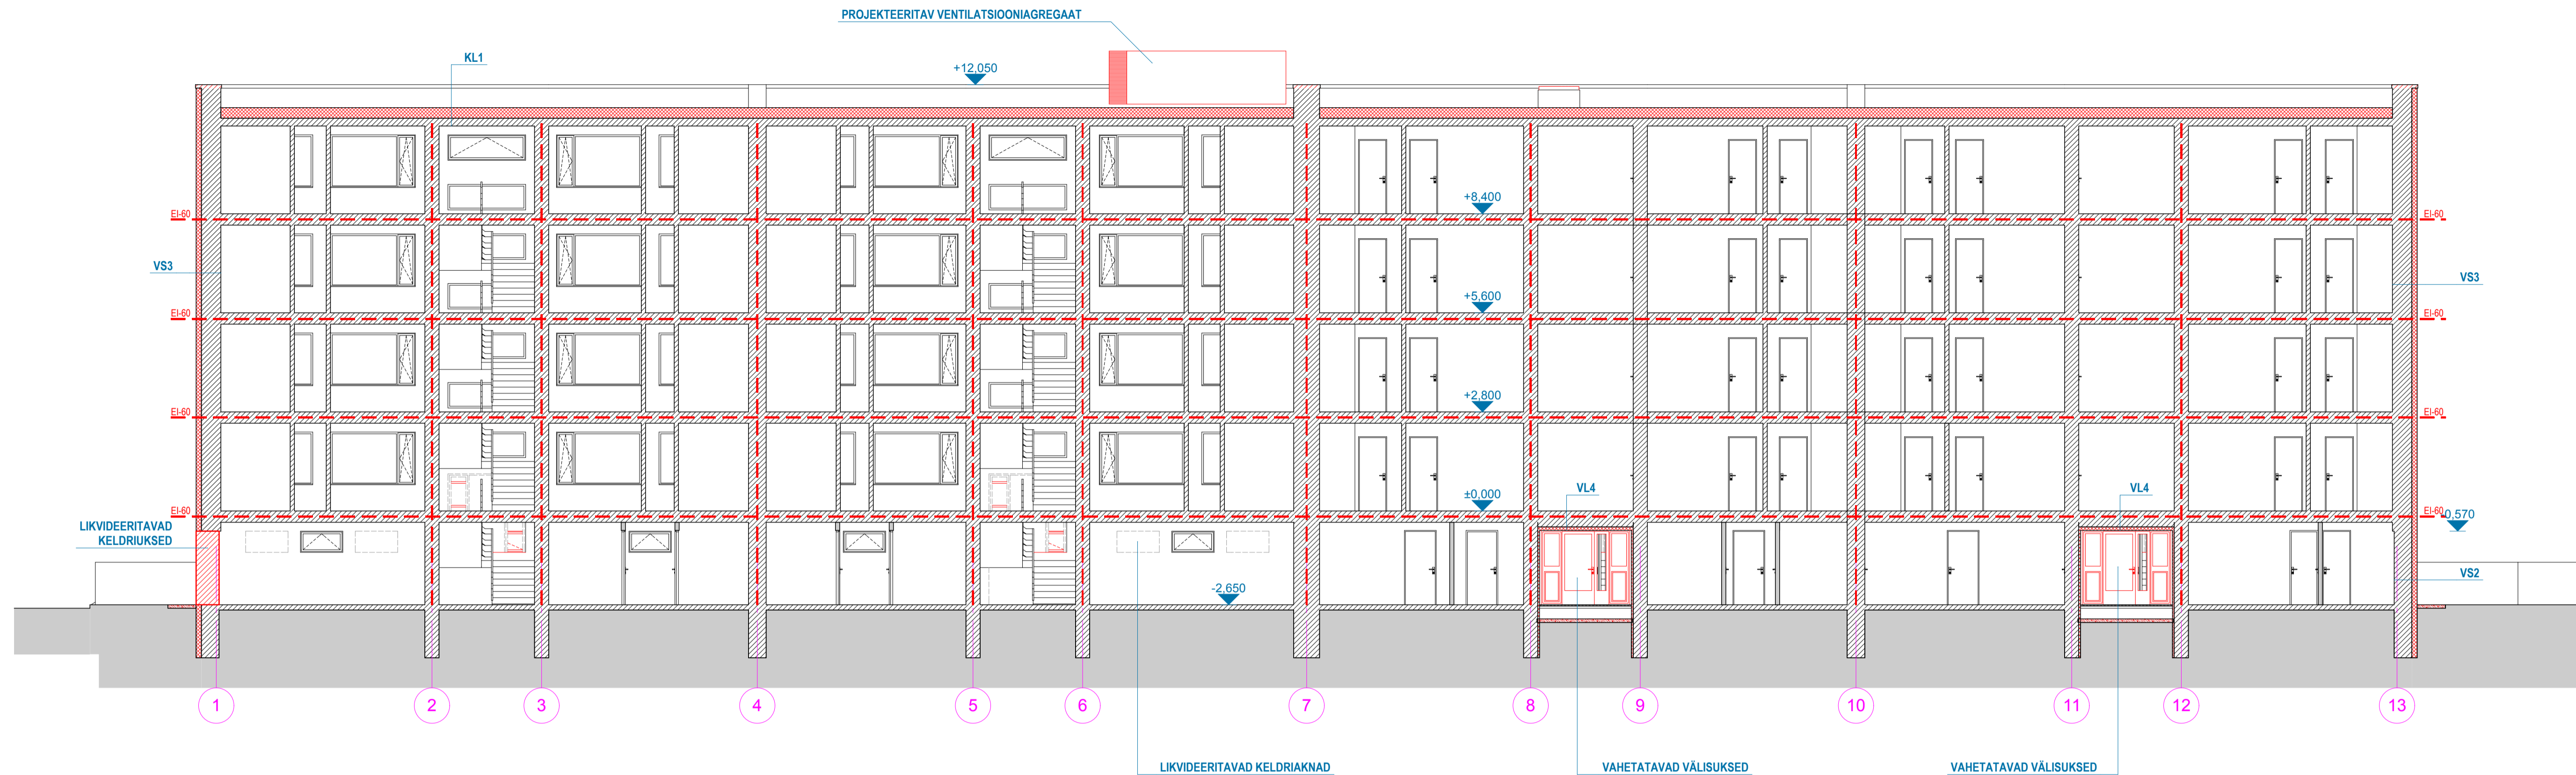 PROJEKTEERITAV VENTILATSIOONIAGREGAAT
KL1
+12,050
+8,400
EI-60
EI-60
VS3
VS3
+5,600
EI-60
EI-60
+2,800
EI-60
EI-60
VL4
VL4
±0,000
EI-60
EI-60
0,570
LIKVIDEERITAVAD
KELDRIUKSED
VS2
-2,650
1
2
3
4
5
6
7
8
9
10
11
12
13
LIKVIDEERITAVAD KELDRIAKNAD
VAHETATAVAD VÄLISUKSED
VAHETATAVAD VÄLISUKSED